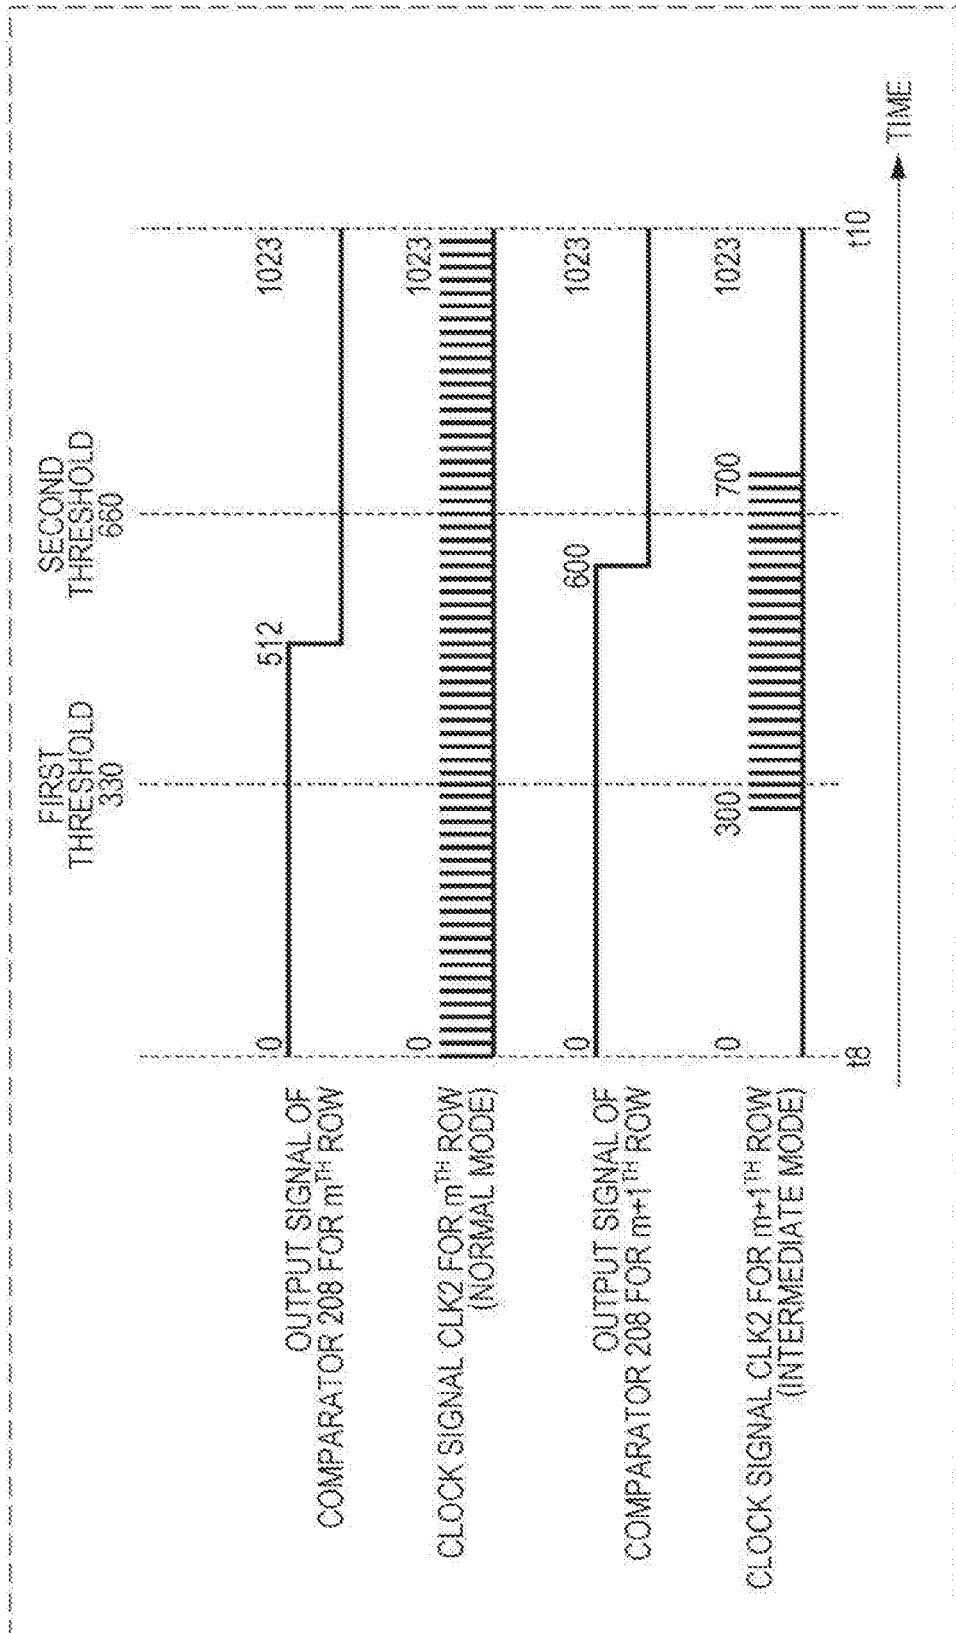 FIRST
THRESHOLD
330
SECOND
THRESHOLD
660
OUTPUT SIGNAL OF
COMPARATOR 208 FOR mTH ROW
0
512
1023
CLOCK SIGNAL CLK2 FOR mTH ROW
(NORMAL MODE)
0
1023
OUTPUT SIGNAL OF
COMPARATOR 208 FOR m+1TH ROW
0
600
1023
CLOCK SIGNAL CLK2 FOR m+1TH ROW
(INTERMEDIATE MODE)
0
300
700
1023
t8
t10
TIME